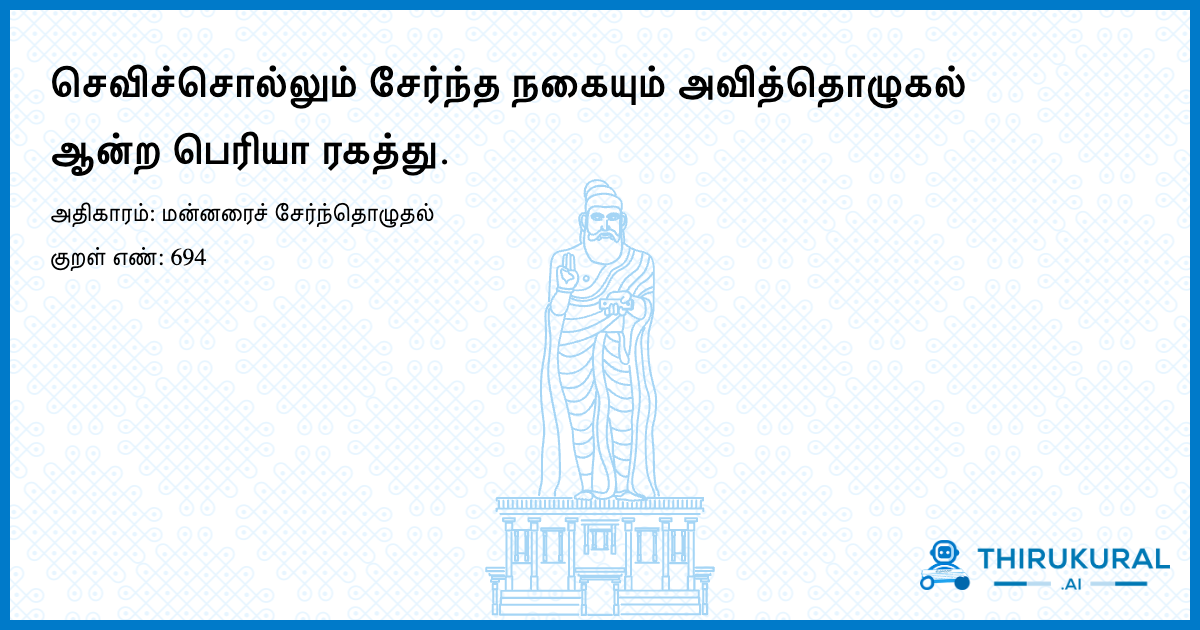 செவிச்சொல்லும் சேர்ந்த நகையும் அவித்தொழுகல்
ஆன்ற பெரியா ரகத்து.
அதிகாரம்: மன்னரைச் சேர்ந்தொழுதல்
குறள் எண்: 694
THIRUKURAL
.AI